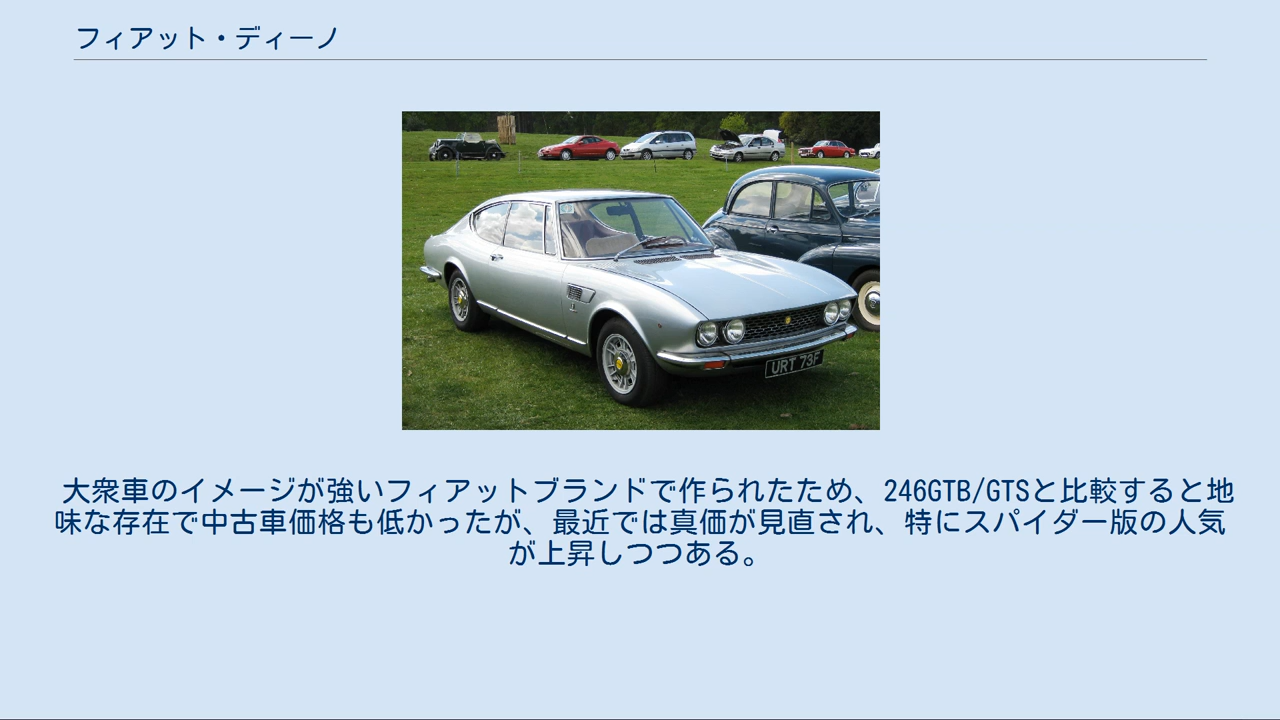 フィアット・ディーノ
URT 73F
大衆車のイメージが強いフィアットブランドで作られたため、246GTB/GTSと比較すると地
味な存在で中古車価格も低かったが、最近では真価が見直され、特にスパイダー版の人気
が上昇しつつある。